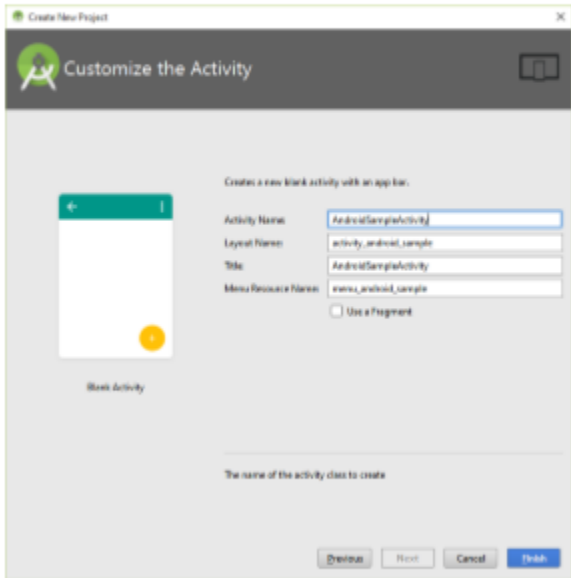 Create New Project
Customize the Activity
Creates a new blank activity with an app bar.
Activity Name: AndroidSampleActivity
Layout Name: activity_android_sample
Title: AndroidSampleActivity
Menu Resource Name: menu_android_sample
Use a Fragment
Blank Activity
The name of the activity class to create
Previous Next Cancel Finish